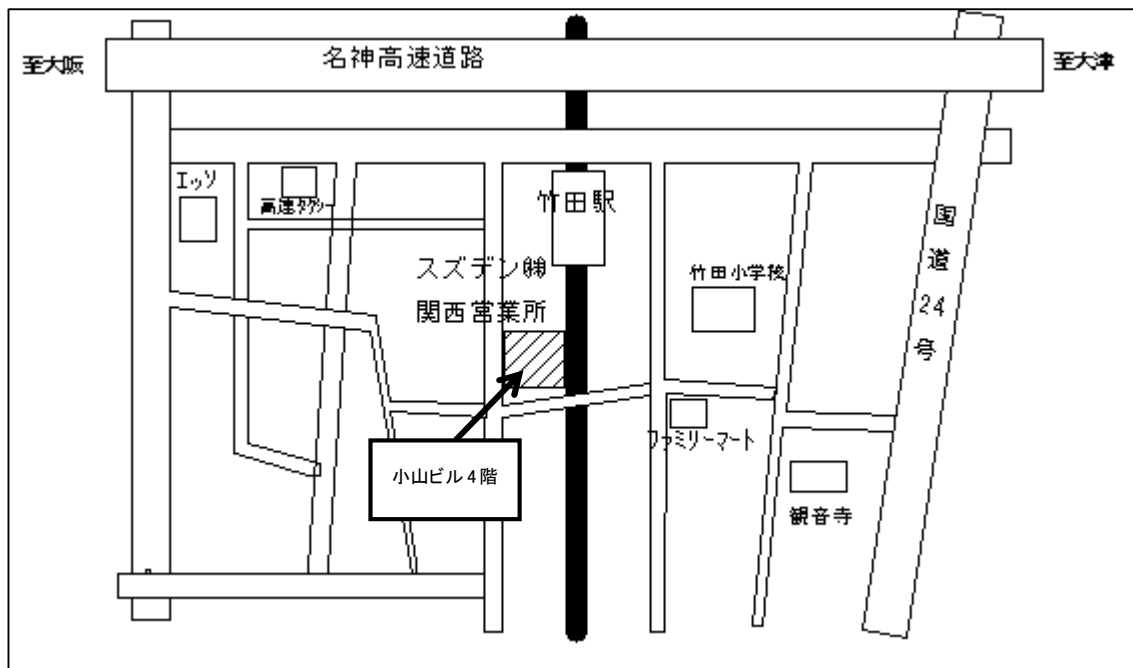 名神高速道路
至大阪
至大津
エッソ
高速タクシー
竹田駅
国道24号
スズデン㈱
関西営業所
竹田小学校
ファミリーマート
小山ビル4階
観音寺